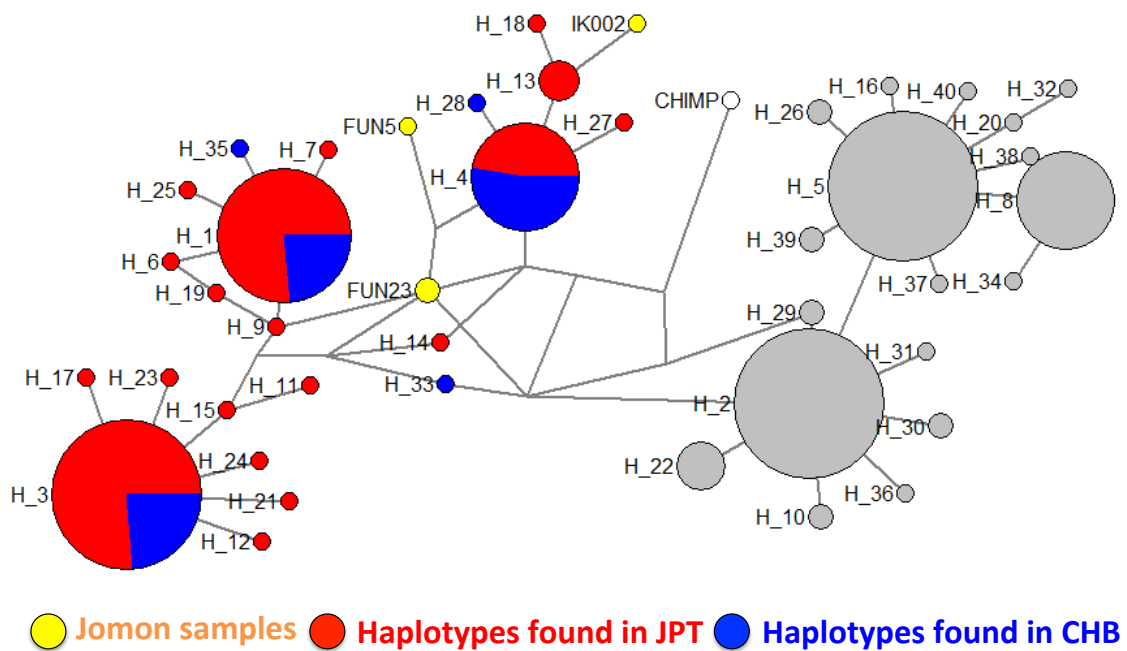 H_18
IK002
H_13
H_28
CHIMP
H_16
H_40
H_32
H_26
FUN5
H_27
H_20
H_35
H_7
H_38
H_4
H_5
H_25
H_8
H_1
H_39
H_6
H_37
H_34
H_19
FUN23
H_9
H_29
H_14
H_31
H_17
H_23
H_11
H_33
H_15
H_2
H_30
H_24
H_22
H_3
H_21
H_36
H_12
H_10
Jomon samples
Haplotypes found in JPT
Haplotypes found in CHB